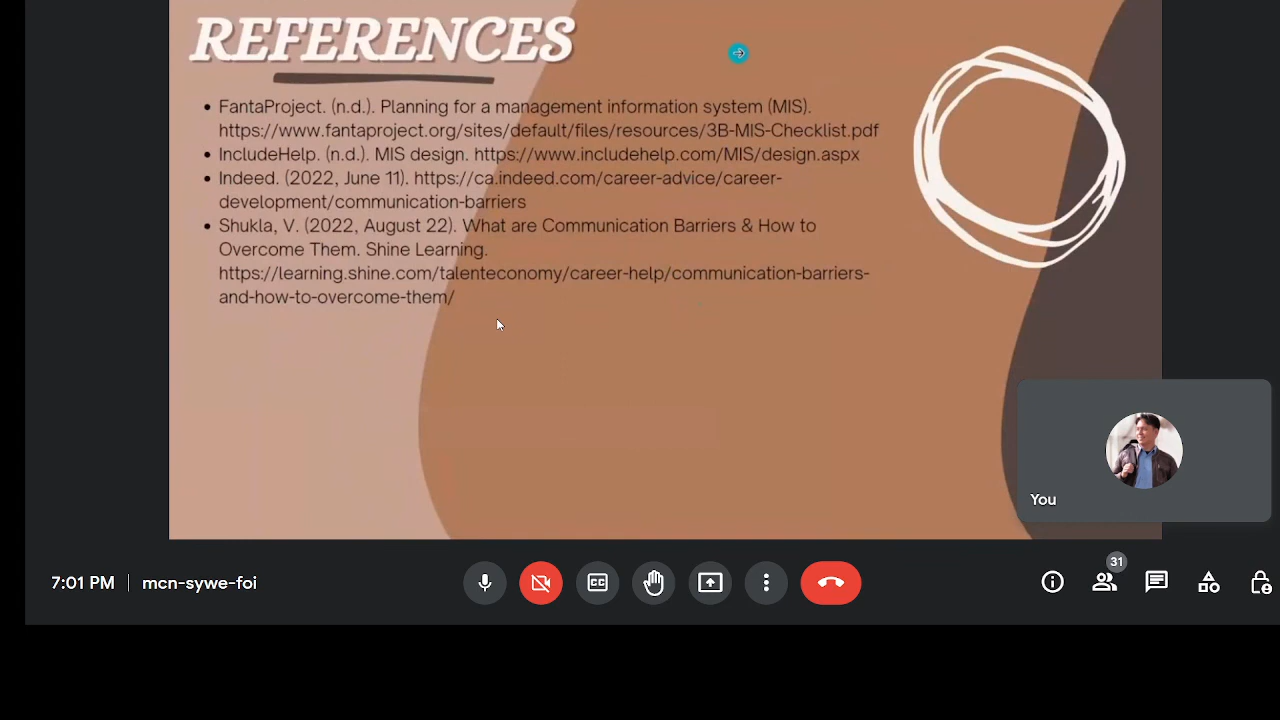 REFERENCES
• FantaProject. (n.d.). Planning for a management information system (MIS).
https://www.fantaproject.org/sites/default/files/resources/3B-MIS-Checklist.pdf
• IncludeHelp. (n.d.). MIS design. https://www.includehelp.com/MIS/design.aspx
• Indeed. (2022, June 11). https://ca.indeed.com/career-advice/career-
development/communication-barriers
• Shukla, V. (2022, August 22). What are Communication Barriers & How to
Overcome Them. Shine Learning.
https://learning.shine.com/talenteconomy/career-help/communication-barriers-
and-how-to-overcome-them/
You
7:01 PM | mcn-sywe-foi
CC
31